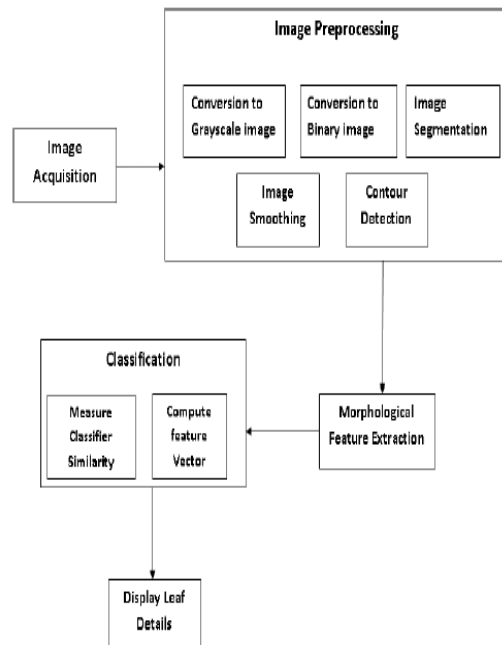 Image Preprocessing
Conversion to
Grayscale image
Conversion to
Binary image
Image
Segmentation
Image
Acquisition
Image
Smoothing
Contour
Detection
Classification
Measure
Classifier
Similarity
Compute
feature
Vector
Morphological
Feature Extraction
Display Leaf
Details